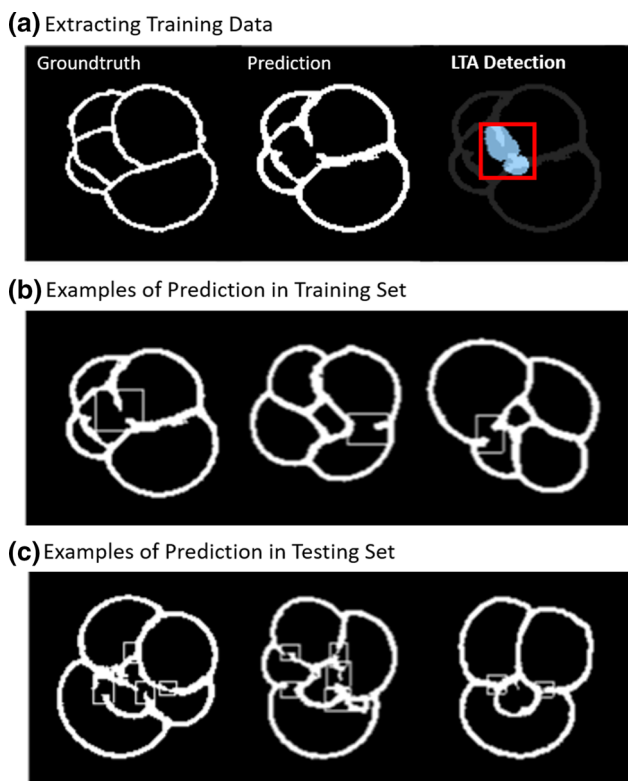 (a) Extracting Training Data
Groundtruth Prediction LTA Detection
(b) Examples of Prediction in Training Set
(c) Examples of Prediction in Testing Set